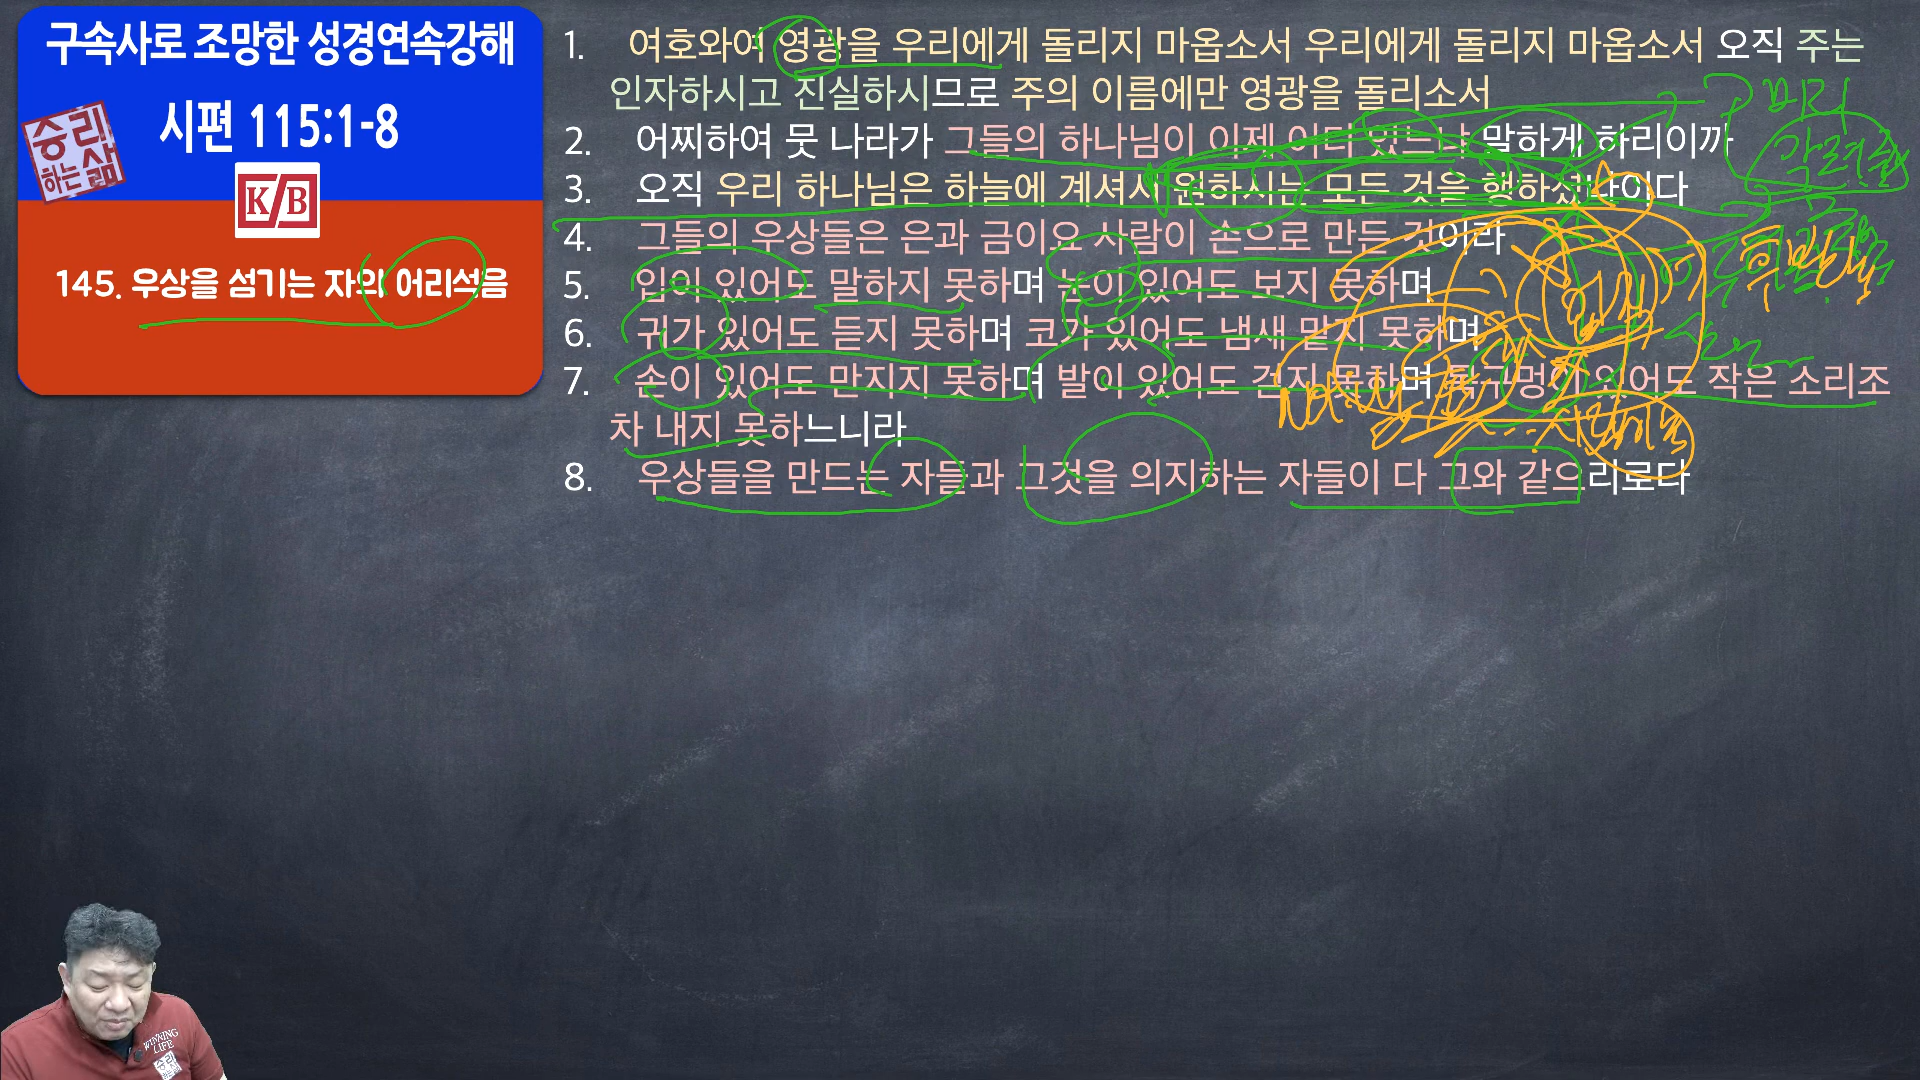 구속사로 조망한 성경연속강해
시편 115:1-8
승리
하는 삶
K/B
145. 우상을 섬기는 자의 어리석음
1. 여호와여 영광을 우리에게 돌리지 마옵소서 우리에게 돌리지 마옵소서 오직 주는
인자하시고 진실하시므로 주의 이름에만 영광을 돌리소서
2. 어찌하여 뭇 나라가 그들의 하나님이 이제 어디 있느냐 말하게 하리이까
3. 오직 우리 하나님은 하늘에 계셔서 원하시는 모든 것을 행하셨나이다
4. 그들의 우상들은 은과 금이요 사람이 손으로 만든 것이라
5. 입이 있어도 말하지 못하며 눈이 있어도 보지 못하며
6. 귀가 있어도 듣지 못하며 코가 있어도 냄새 맡지 못하며
7. 손이 있어도 만지지 못하며 발이 있어도 걷지 못하며 목구멍이 있어도 작은 소리조
차 내지 못하느니라
8. 우상들을 만드는 자들과 그것을 의지하는 자들이 다 그와 같으리로다
WINNING
LIFE